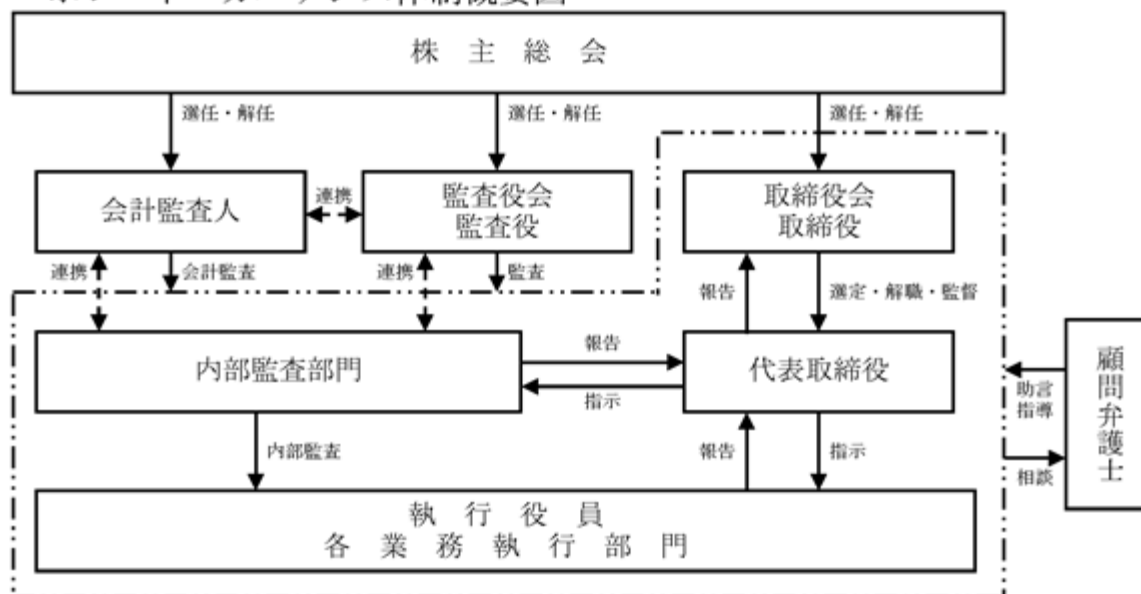 株主総会
選任・解任
選任・解任
選任・解任
会計監査人
連携
監査役会
監査役
取締役会
取締役
連携
会計監査
連携
監査
報告
選定・解職・監督
内部監査部門
報告
指示
代表取締役
助言
指導
相談
顧問弁護士
内部監査
報告
指示
執行役員
各業務執行部門